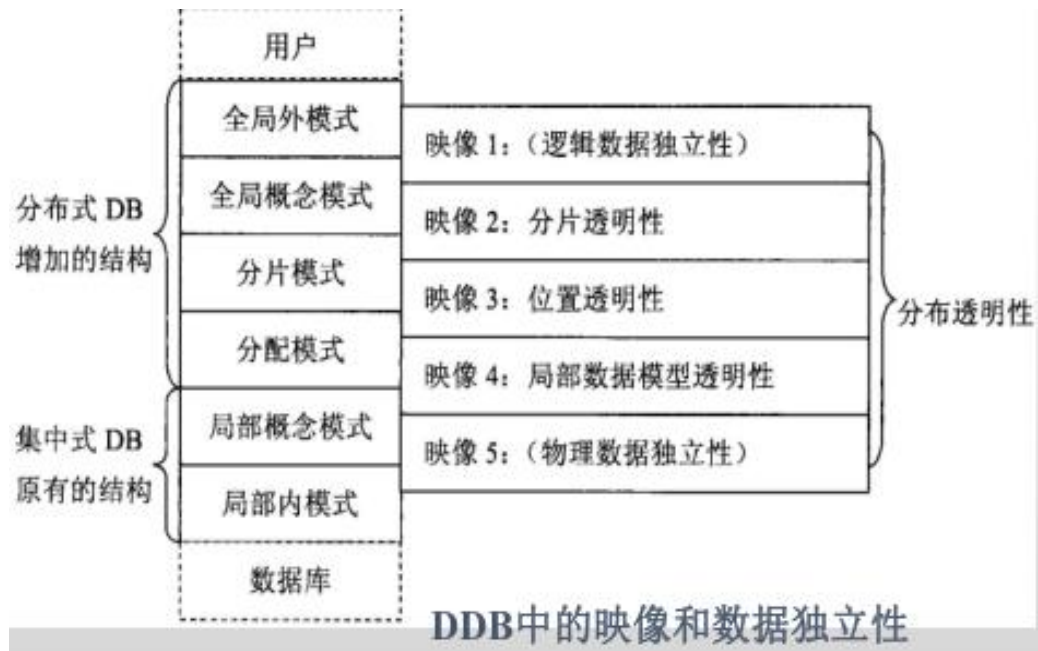 用户
全局外模式
映像 1：（逻辑数据独立性）
全局概念模式
分布式 DB
增加的结构
映像 2：分片透明性
分片模式
映像 3：位置透明性
分布透明性
分配模式
映像 4：局部数据模型透明性
局部概念模式
集中式 DB
原有的结构
映像 5：（物理数据独立性）
局部内模式
数据库
DDB中的映像和数据独立性